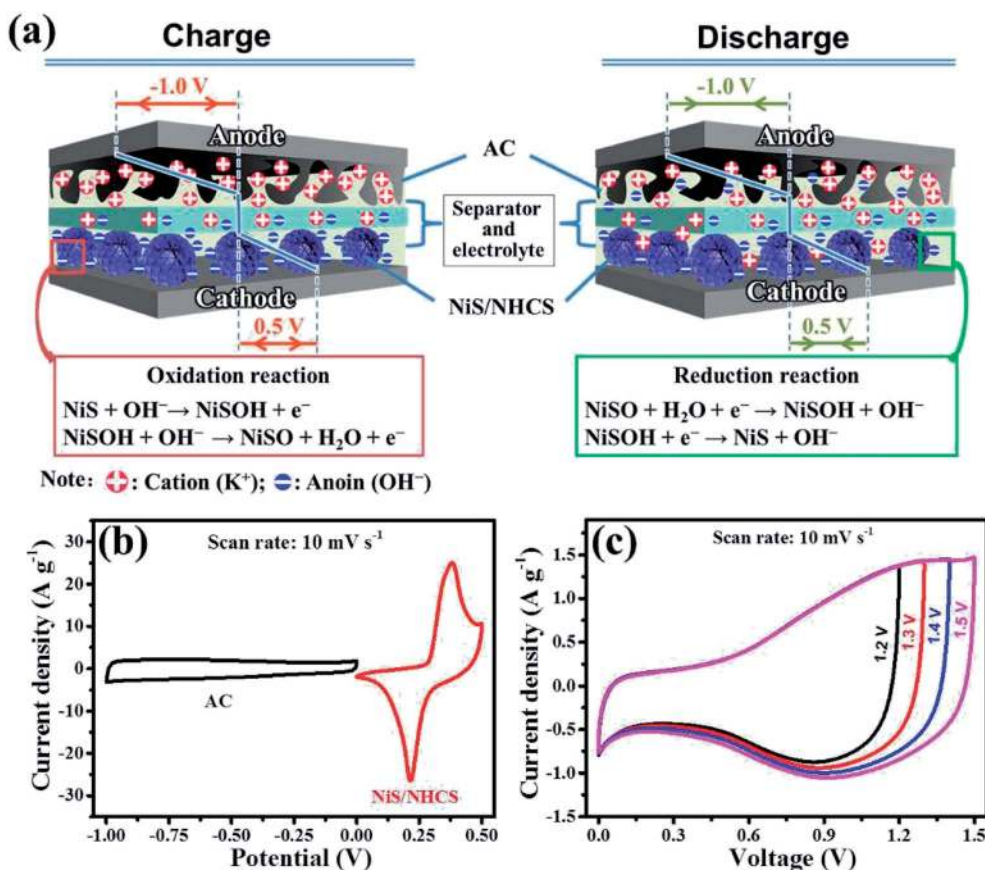 (a)
Charge
Discharge
-1.0 V
-1.0 V
Anode
Anode
AC
Separator
and
electrolyte
NiS/NHCS
Cathode
Cathode
0.5 V
0.5 V
Oxidation reaction
NiS + OH⁻ → NiSOH + e⁻
NiSOH + OH⁻ → NiSO + H₂O + e⁻
Reduction reaction
NiSO + H₂O + e⁻ → NiSOH + OH⁻
NiSOH + e⁻ → NiS + OH⁻
Note: : Cation (K⁺); : Anoin (OH⁻)
(b)
Scan rate: 10 mV s⁻¹
Current density (A g⁻¹)
30
20
10
0
-10
-20
-30
AC
NiS/NHCS
-1.00
-0.75
-0.50
-0.25
0.00
0.25
0.50
Potential (V)
(c)
Scan rate: 10 mV s⁻¹
Current density (A g⁻¹)
1.5
1.0
0.5
0.0
-0.5
-1.0
1.2 V
1.3 V
1.4 V
1.5 V
0.0
0.3
0.6
0.9
1.2
1.5
Voltage (V)